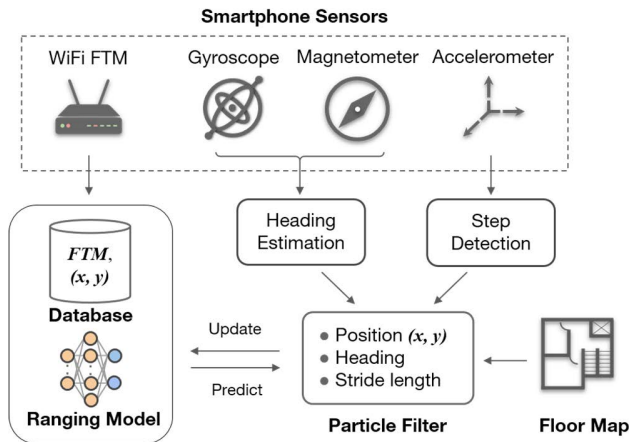 Smartphone Sensors
WiFi FTM
Gyroscope
Magnetometer
Accelerometer
Heading
Estimation
Step
Detection
FTM,
(x, y)
Database
Ranging Model
Update
Predict
Position (x, y)
Heading
Stride length
Particle Filter
Floor Map